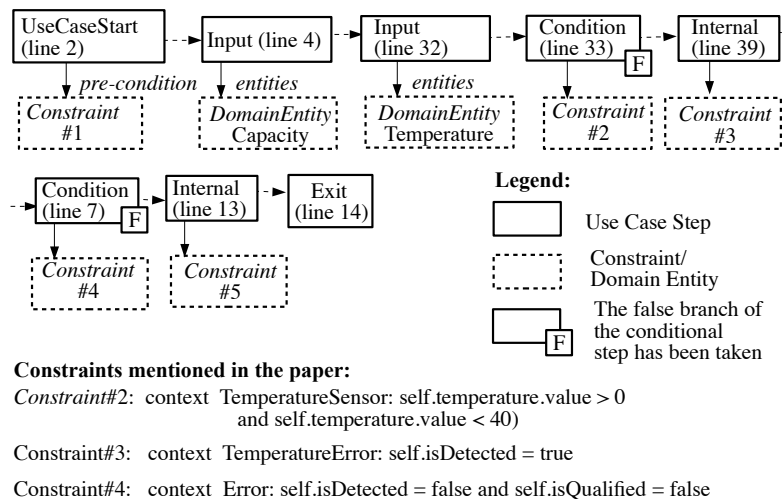 UseCaseStart
(line 2)
Input (line 4)
Input
(line 32)
Condition
(line 33)
F
Internal
(line 39)
pre-condition
entities
entities
Constraint
#1
DomainEntity
Capacity
DomainEntity
Temperature
Constraint
#2
Constraint
#3
Condition
(line 7)
F
Internal
(line 13)
Exit
(line 14)
Constraint
#4
Constraint
#5
Legend:
Use Case Step
Constraint/
Domain Entity
F
The false branch of
the conditional
step has been taken
Constraints mentioned in the paper:
Constraint#2: context TemperatureSensor: self.temperature.value > 0
and self.temperature.value < 40)
Constraint#3: context TemperatureError: self.isDetected = true
Constraint#4: context Error: self.isDetected = false and self.isQualified = false